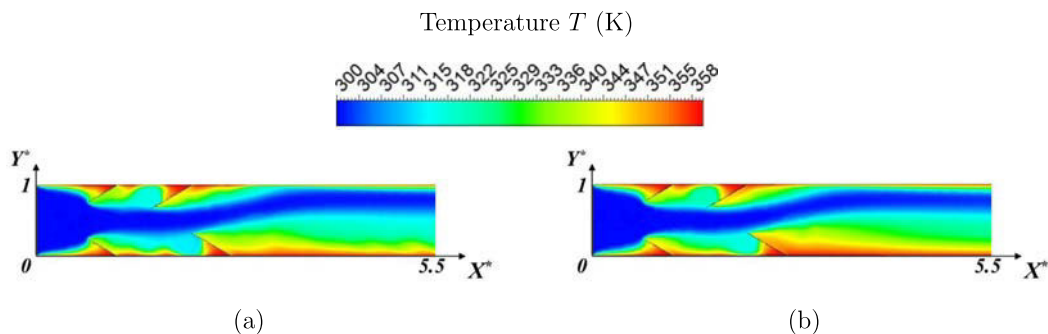 Temperature T (K)
300 304 307 311 315 318 322 325 329 333 336 340 344 347 351 355 358
Y* Y*
1 1
0 5.5 X* 0 5.5 X*
(a) (b)